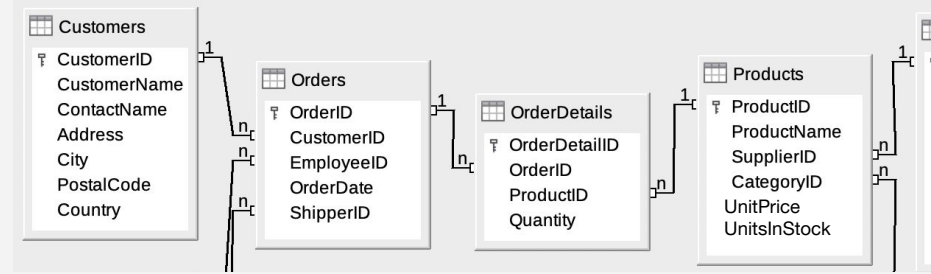 Customers
CustomerID
CustomerName
ContactName
Address
City
PostalCode
Country
1
n
n
n
Orders
OrderID
CustomerID
EmployeeID
OrderDate
ShipperID
1
n
OrderDetails
OrderDetailID
OrderID
ProductID
Quantity
1
n
Products
ProductID
ProductName
SupplierID
CategoryID
UnitPrice
UnitsInStock
1
n
n